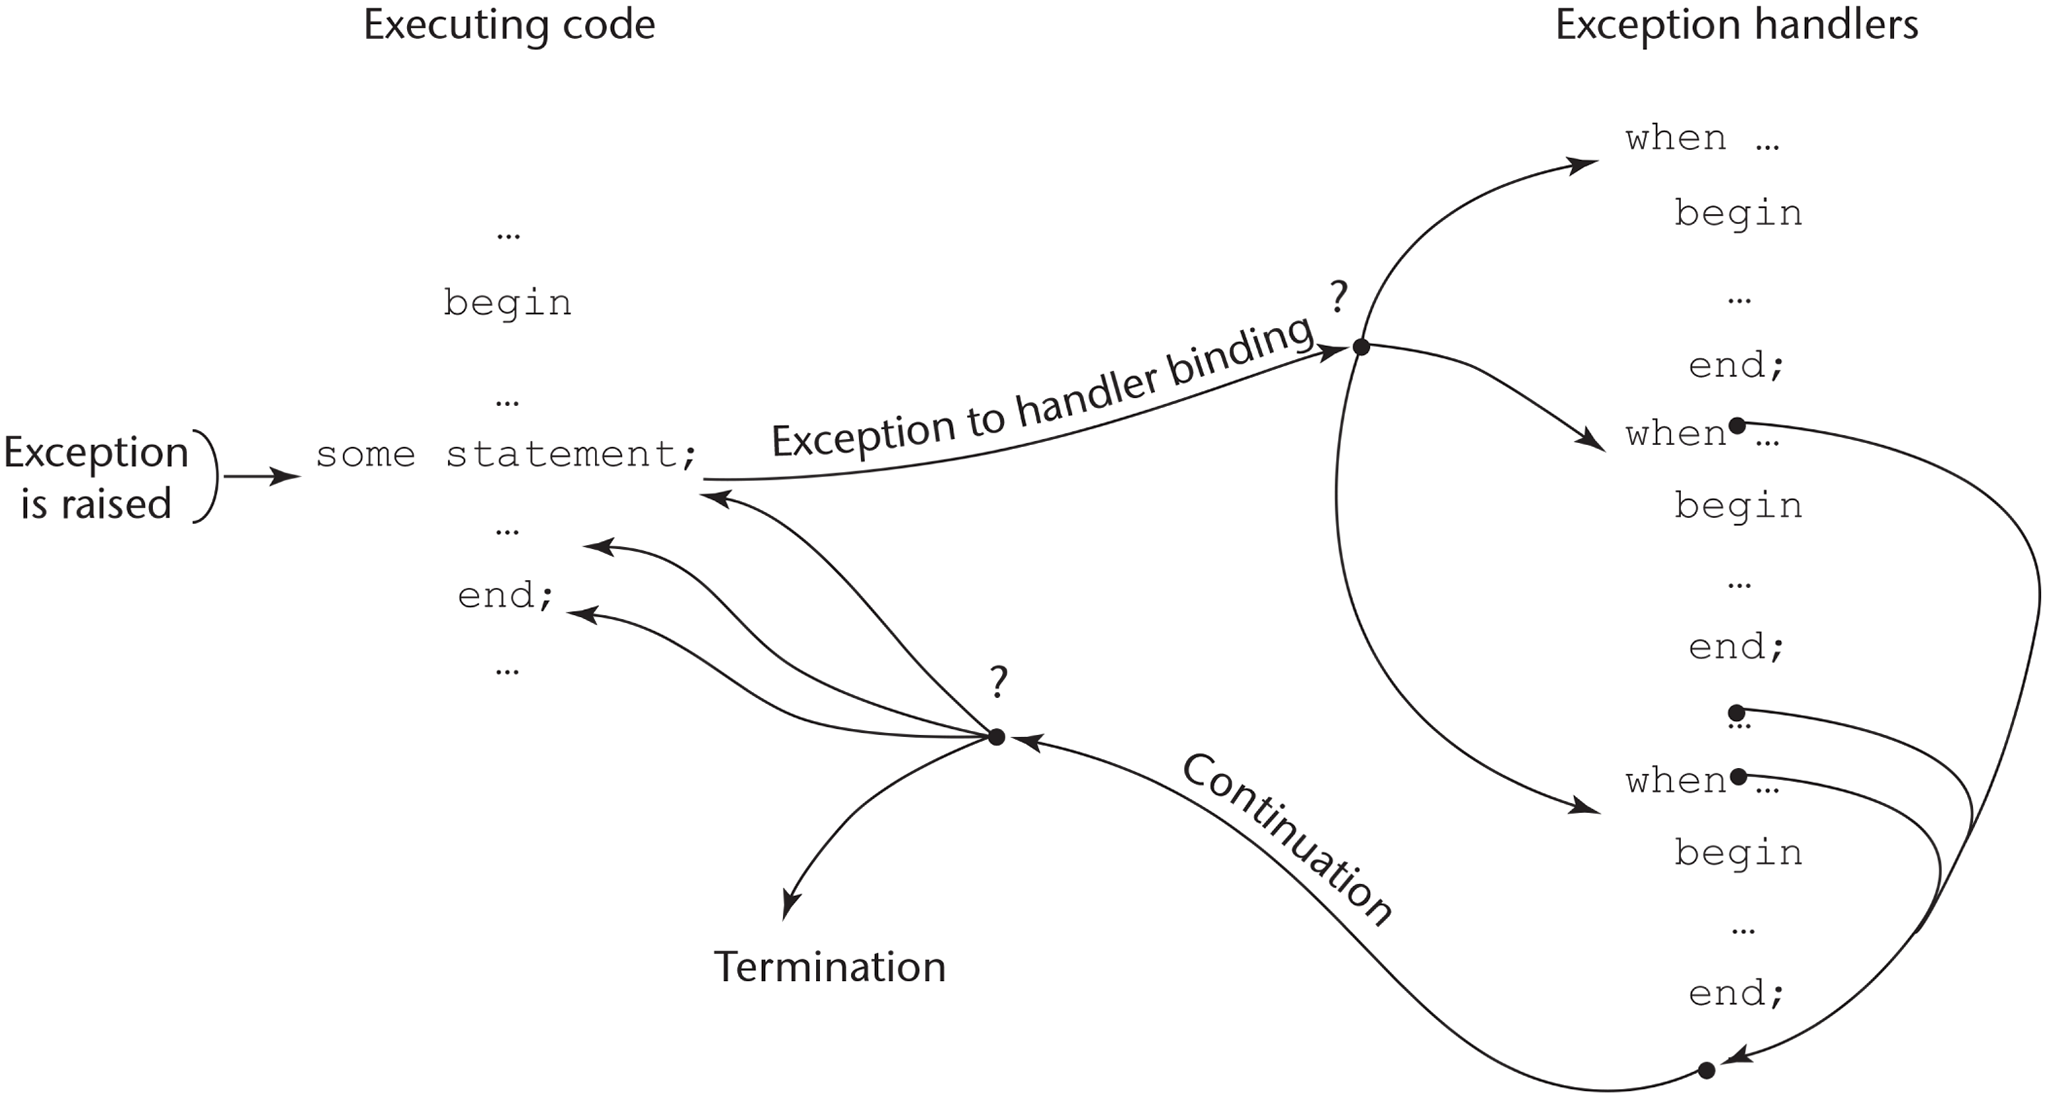 Executing code
…
begin
…
Exception
is raised
some statement;
…
end;
…
Exception to handler binding
?
?
Continuation
Termination
Exception handlers
when …
begin
…
end;
when …
begin
…
end;
…
when …
begin
…
end;